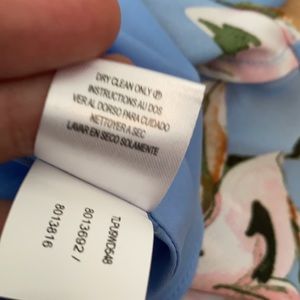 DRY CLEAN ONLY Ⓟ
INSTRUCTIONS AU DOS
VER AL DORSO PARA CUIDADO
NETTOYER A SEC
LAVAR EN SECO SOLAMENTE
8013692 /
8013816